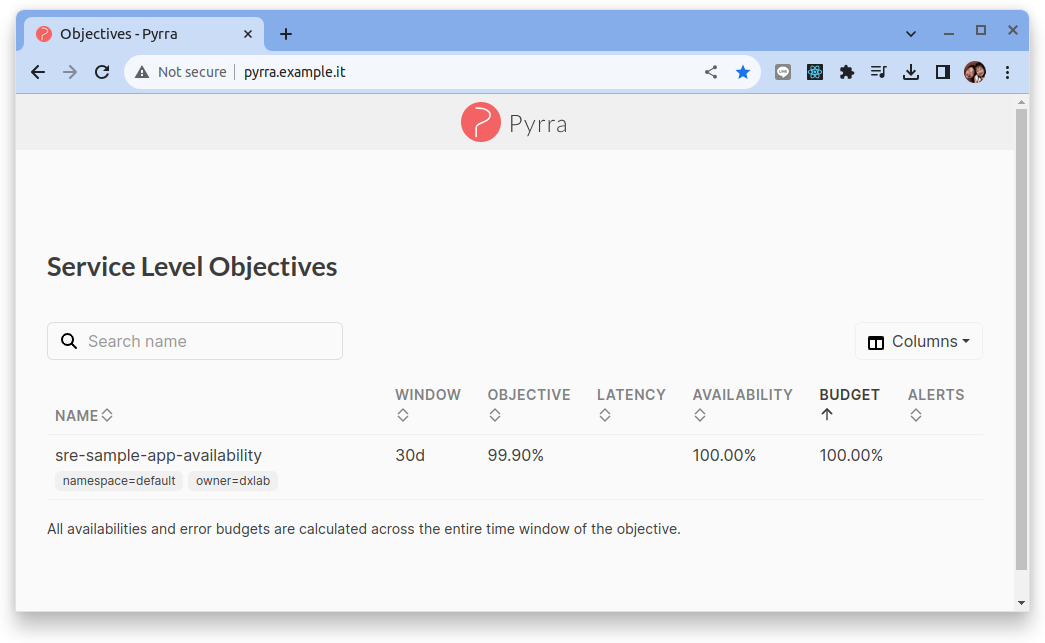 Objectives - Pyrra
Not secure
pyrra.example.it
Pyrra
Service Level Objectives
Search name
Columns
NAME WINDOW OBJECTIVE LATENCY AVAILABILITY BUDGET ALERTS
sre-sample-app-availability 30d 99.90% 100.00% 100.00%
namespace=default owner=dxlab
All availabilities and error budgets are calculated across the entire time window of the objective.